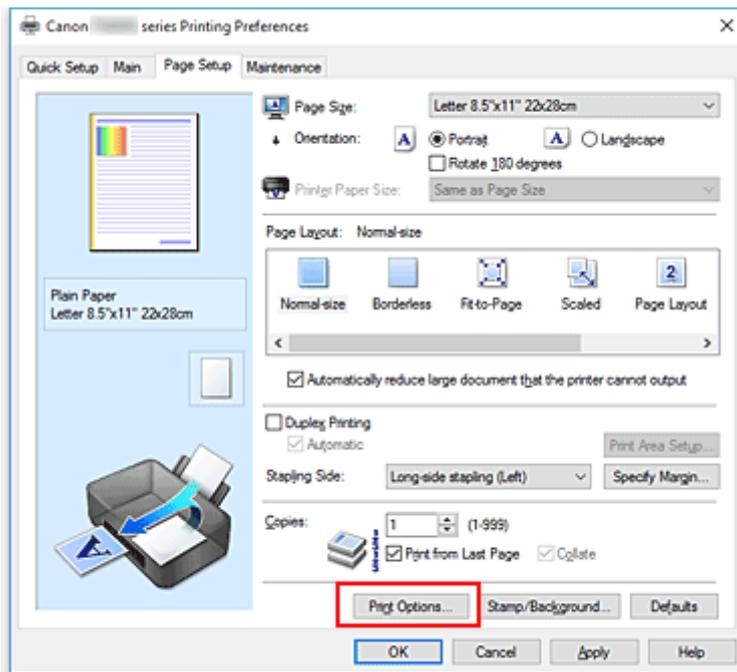 Canon series Printing Preferences
Quick Setup Main Page Setup Maintenance
Page Size: Letter 8.5"x11" 22x28cm
Orientation: A Portrait A Landscape
Rotate 180 degrees
Printer Paper Size: Same as Page Size
Page Layout: Normal-size
2
Normal-size Borderless Fit-to-Page Scaled Page Layout
Plain Paper
Letter 8.5"x11" 22x28cm
Automatically reduce large document that the printer cannot output
Duplex Printing
Automatic
Print Area Setup...
Stapling Side: Long-side stapling (Left) Specify Margin...
Copies: 1 (1-999)
Print from Last Page Collate
Print Options... Stamp/Background... Defaults
OK Cancel Apply Help